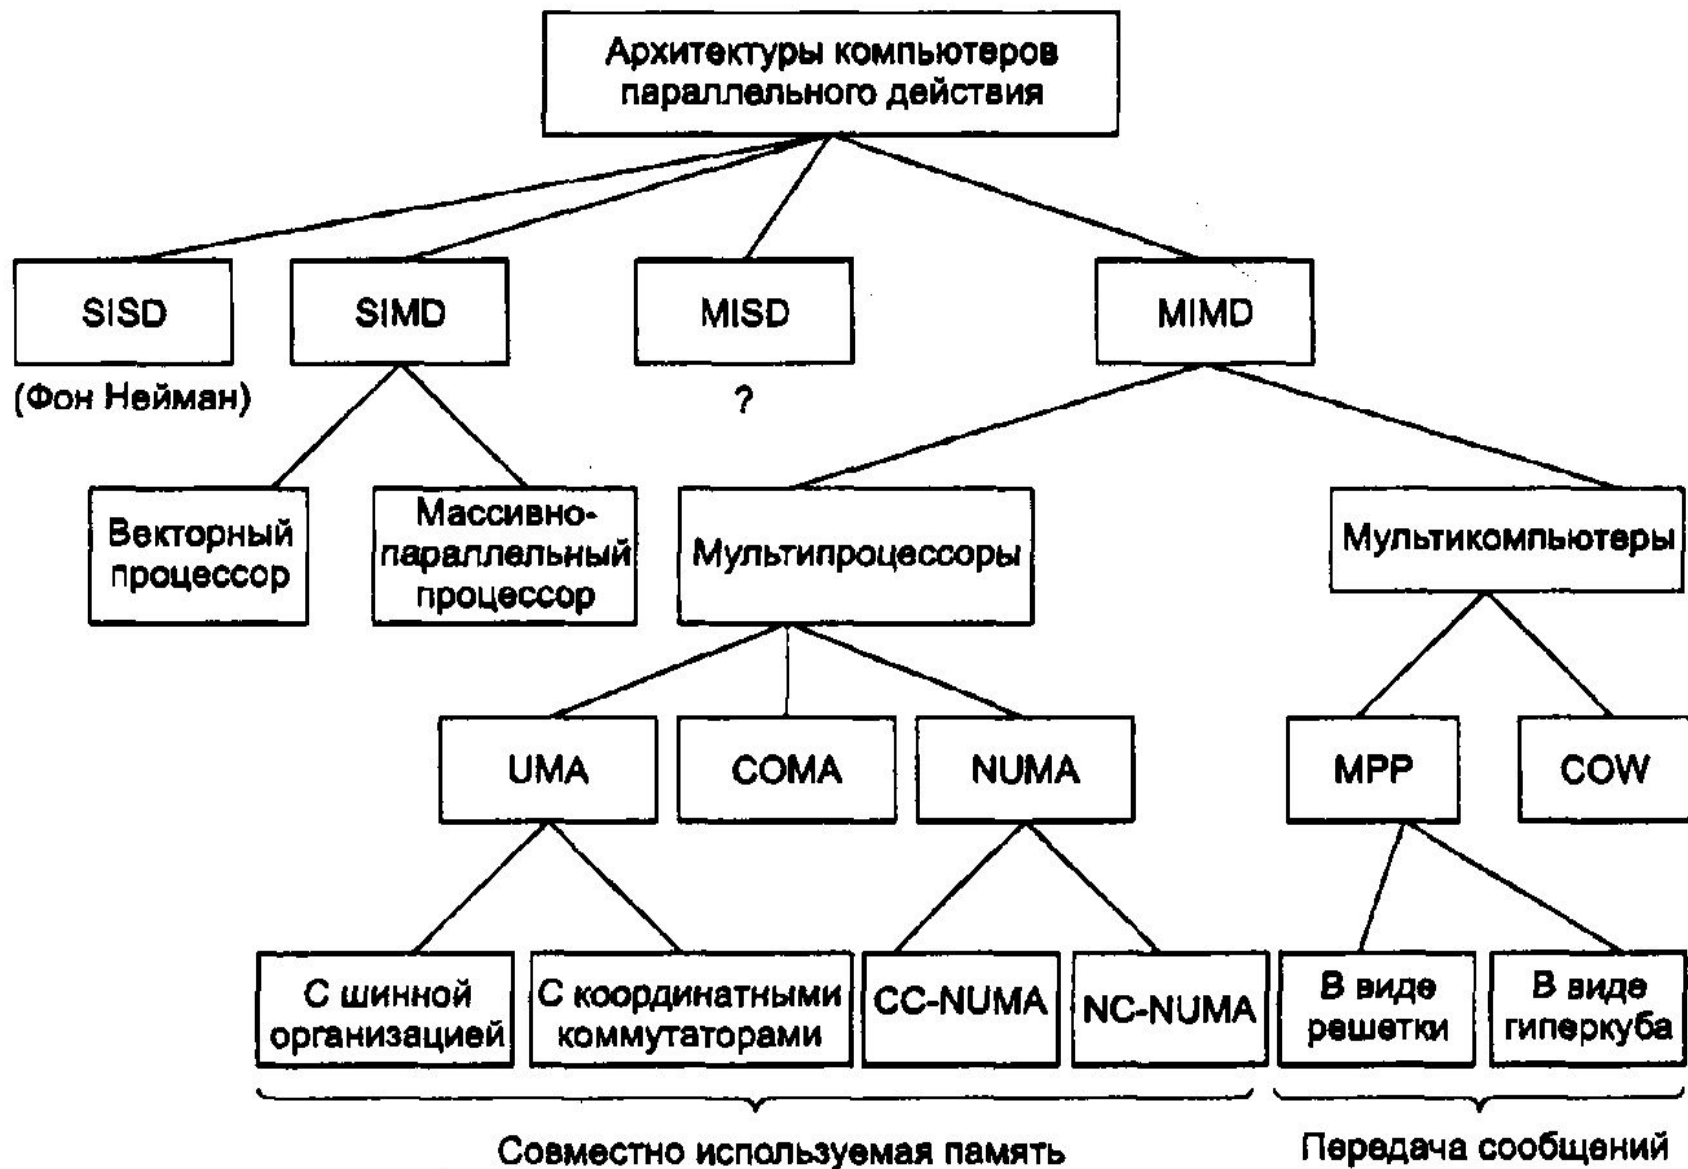 Архитектуры компьютеров
параллельного действия
SISD
SIMD
MISD
MIMD
(Фон Нейман)
?
Векторный
процессор
Массивно-
параллельный
процессор
Мультипроцессоры
Мультикомпьютеры
UMA
COMA
NUMA
MPP
COW
С шинной
организацией
С координатными
коммутаторами
CC-NUMA
NC-NUMA
В виде
решетки
В виде
гиперкуба
Совместно используемая память
Передача сообщений